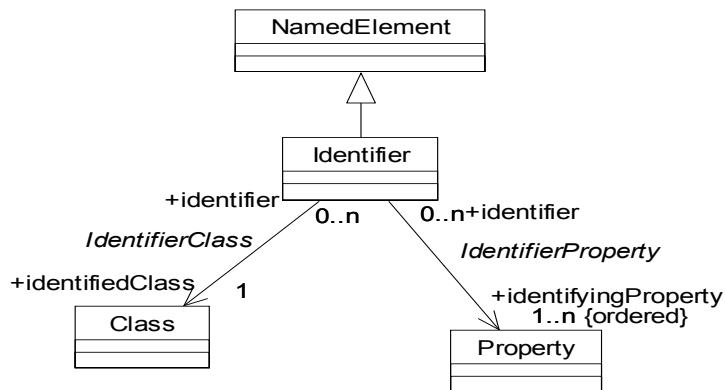 NamedElement
Identifier
+identifier
0..n
0..n+identifier
IdentifierClass
IdentifierProperty
+identifiedClass
1
+identifyingProperty
1..n {ordered}
Class
Property